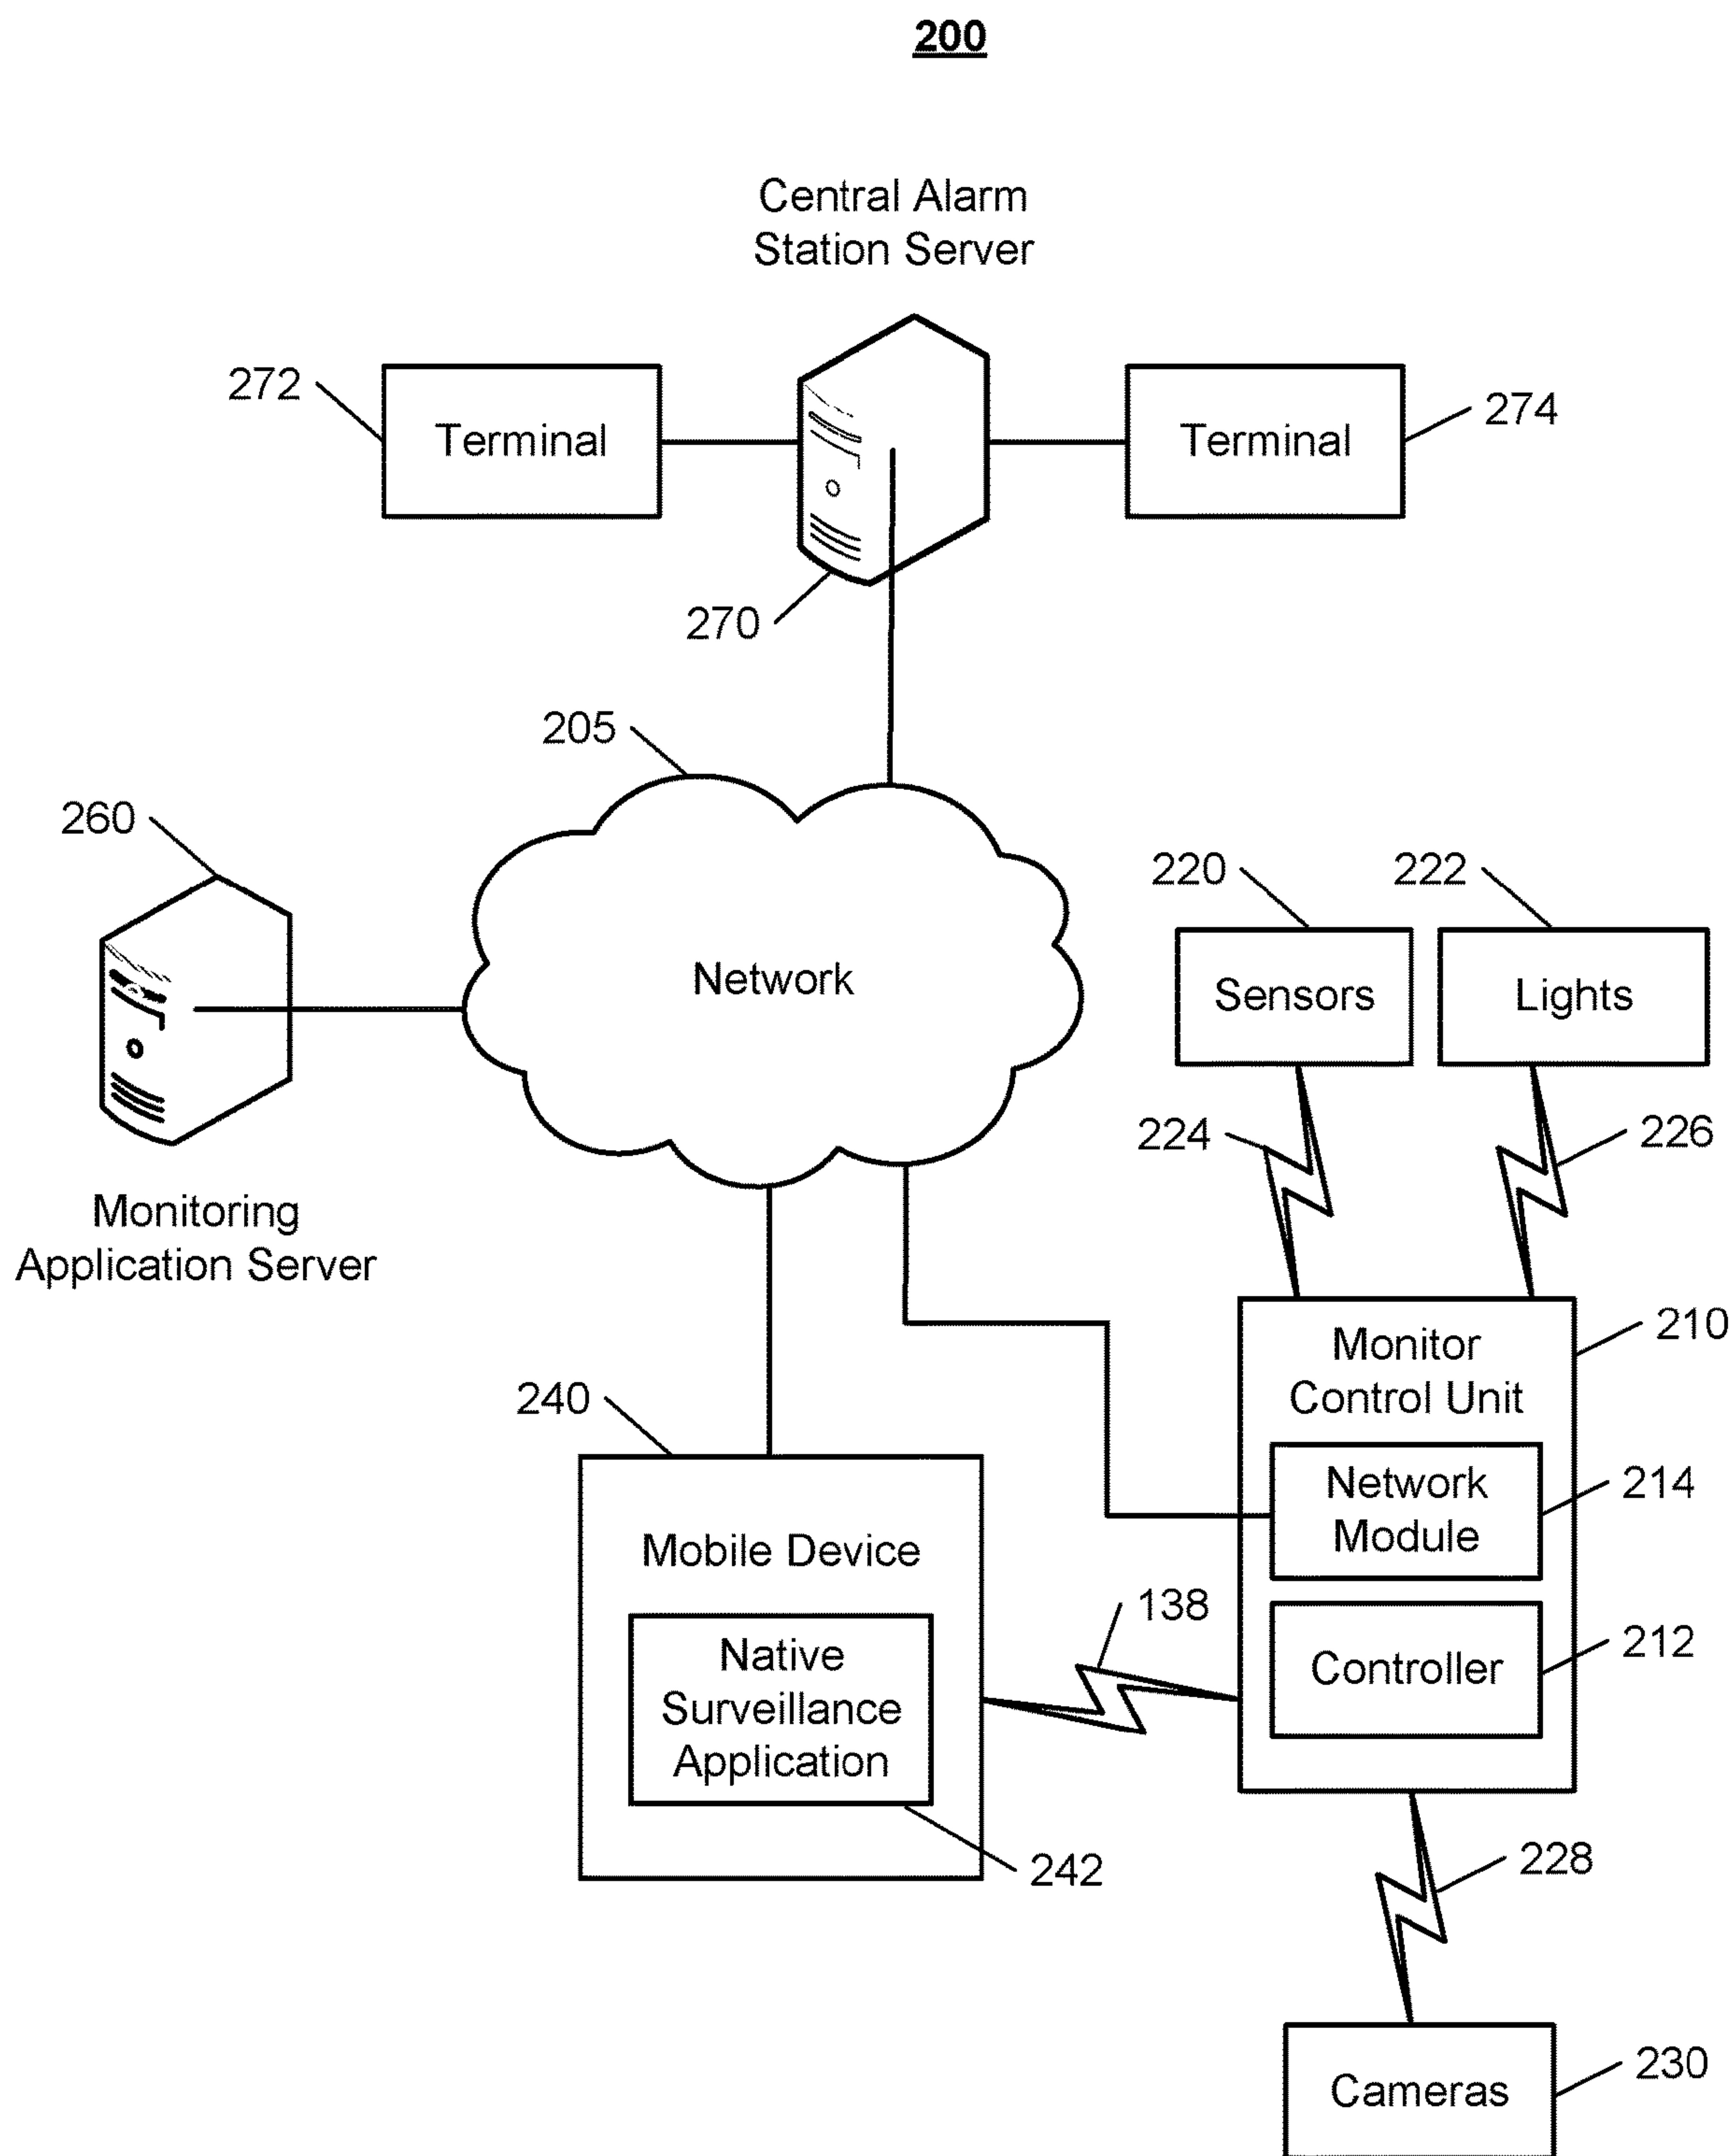 200
Central Alarm
Station Server
272
Terminal
Terminal
274
270
205
260
Network
220
222
Sensors
Lights
224
226
Monitoring
Application Server
Monitor
Control Unit
210
240
Network
Module
214
Mobile Device
138
Controller
212
Native
Surveillance
Application
242
228
Cameras
230